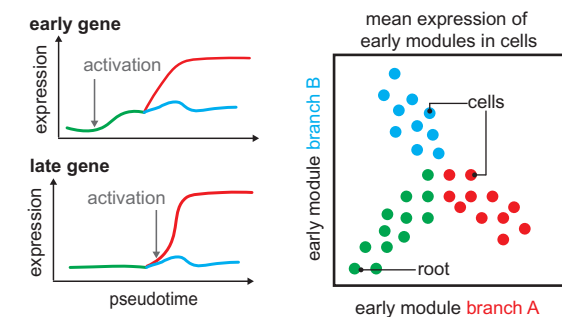 early gene
expression
activation
late gene
expression
activation
pseudotime
mean expression of
early modules in cells
early module branch B
cells
root
early module branch A